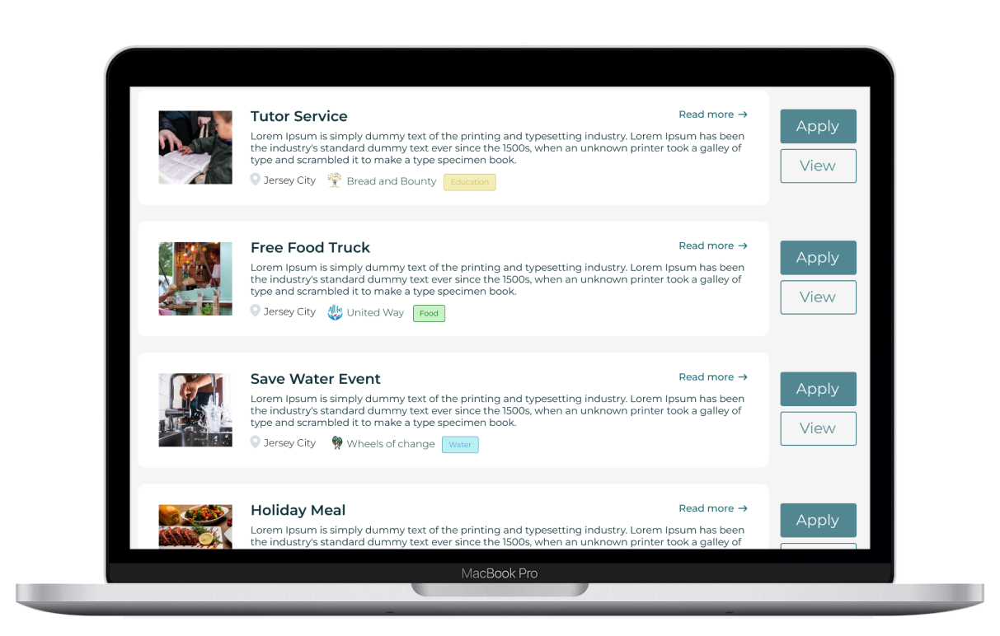 Tutor Service
Read more →
Apply
Lorem Ipsum is simply dummy text of the printing and typesetting industry. Lorem Ipsum has been
the industry's standard dummy text ever since the 1500s, when an unknown printer took a galley of
type and scrambled it to make a type specimen book.
View
Jersey City
Bread and Bounty
Education
Free Food Truck
Read more →
Apply
Lorem Ipsum is simply dummy text of the printing and typesetting industry. Lorem Ipsum has been
the industry's standard dummy text ever since the 1500s, when an unknown printer took a galley of
type and scrambled it to make a type specimen book.
View
Jersey City
All for
United Way
Food
Save Water Event
Read more →
Apply
Lorem Ipsum is simply dummy text of the printing and typesetting industry. Lorem Ipsum has been
the industry's standard dummy text ever since the 1500s, when an unknown printer took a galley of
type and scrambled it to make a type specimen book.
View
Jersey City
Wheels of change
Water
Holiday Meal
Read more →
Apply
Lorem Ipsum is simply dummy text of the printing and typesetting industry. Lorem Ipsum has been
the industry's standard dummy text ever since the 1500s, when an unknown printer took a galley of
MacBook Pro